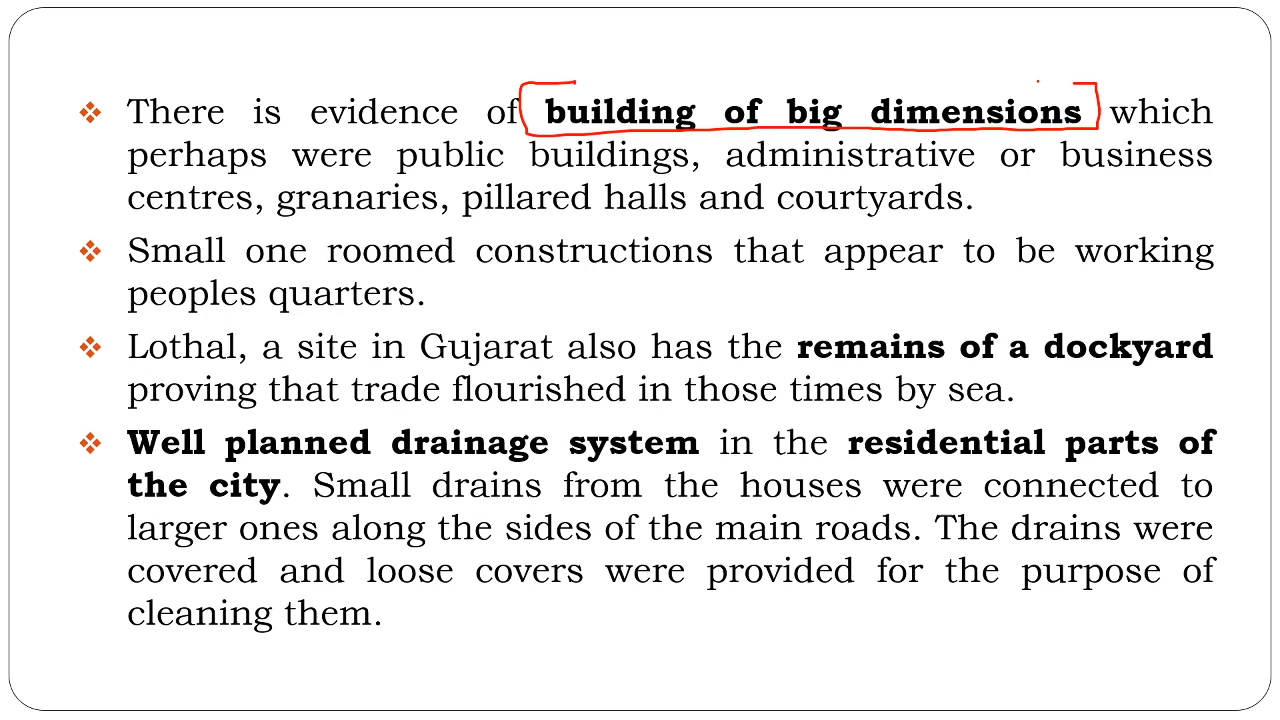 There is evidence of building of big dimensions which
perhaps were public buildings, administrative or business
centres, granaries, pillared halls and courtyards.
Small one roomed constructions that appear to be working
peoples quarters.
Lothal, a site in Gujarat also has the remains of a dockyard
proving that trade flourished in those times by sea.
Well planned drainage system in the residential parts of
the city. Small drains from the houses were connected to
larger ones along the sides of the main roads. The drains were
covered and loose covers were provided for the purpose of
cleaning them.